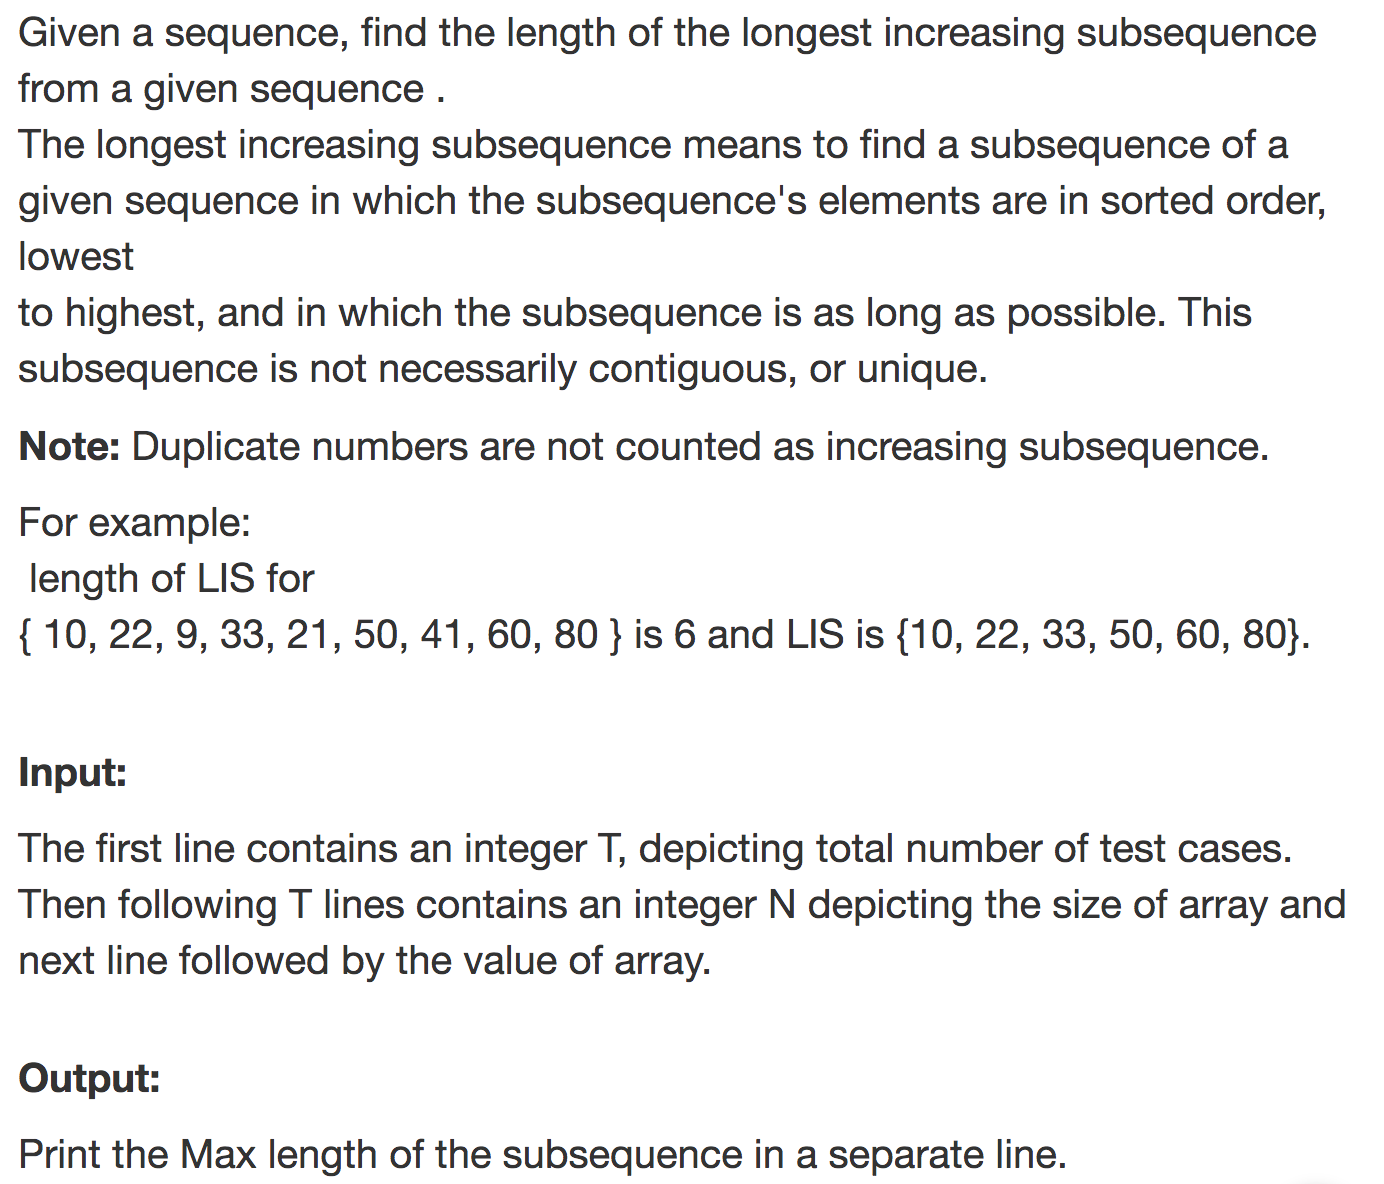 Given a sequence, find the length of the longest increasing subsequence
from a given sequence .
The longest increasing subsequence means to find a subsequence of a
given sequence in which the subsequence's elements are in sorted order,
lowest
to highest, and in which the subsequence is as long as possible. This
subsequence is not necessarily contiguous, or unique.
Note: Duplicate numbers are not counted as increasing subsequence.
For example:
length of LIS for
{ 10, 22, 9, 33, 21, 50, 41, 60, 80 } is 6 and LIS is {10, 22, 33, 50, 60, 80}.
Input:
The first line contains an integer T, depicting total number of test cases.
Then following T lines contains an integer N depicting the size of array and
next line followed by the value of array.
Output:
Print the Max length of the subsequence in a separate line.